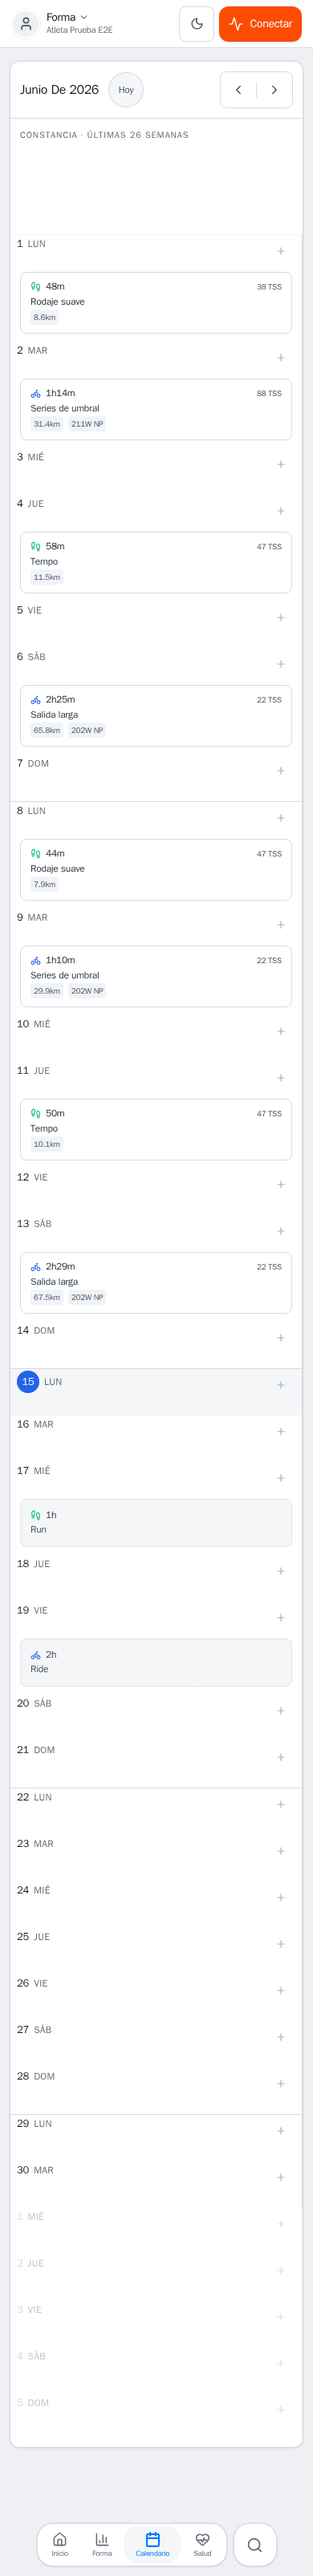 Forma
Atleta Prueba E2E
Conectar
Junio De 2026
Hoy
CONSTANCIA · ÚLTIMAS 26 SEMANAS
1 LUN
48m 38 TSS
Rodaje suave
8.6km
2 MAR
1h14m 88 TSS
Series de umbral
31.4km 211W NP
3 MIÉ
4 JUE
58m 47 TSS
Tempo
11.5km
5 VIE
6 SÁB
2h25m 22 TSS
Salida larga
65.8km 202W NP
7 DOM
8 LUN
44m 47 TSS
Rodaje suave
7.9km
9 MAR
1h10m 22 TSS
Series de umbral
29.9km 202W NP
10 MIÉ
11 JUE
50m 47 TSS
Tempo
10.1km
12 VIE
13 SÁB
2h29m 22 TSS
Salida larga
67.5km 202W NP
14 DOM
15 LUN
16 MAR
17 MIÉ
1h
Run
18 JUE
19 VIE
2h
Ride
20 SÁB
21 DOM
22 LUN
23 MAR
24 MIÉ
25 JUE
26 VIE
27 SÁB
28 DOM
29 LUN
30 MAR
1 MIÉ
2 JUE
3 VIE
4 SÁB
5 DOM
Inicio Forma Calendario Salud